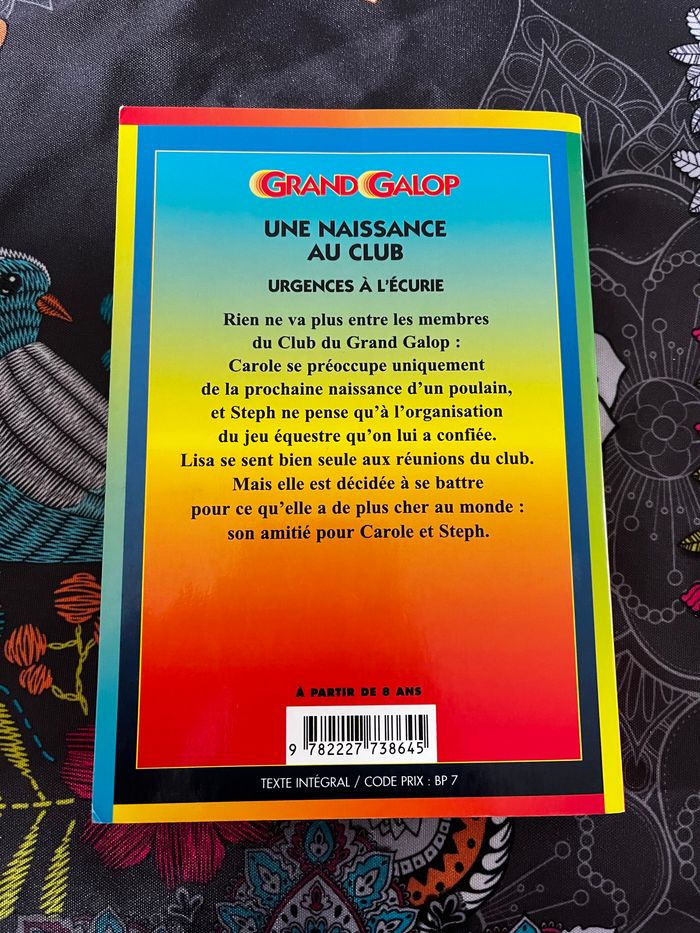 GRAND GALOP
UNE NAISSANCE
AU CLUB
URGENCES À L'ÉCURIE
Rien ne va plus entre les membres
du Club du Grand Galop :
Carole se préoccupe uniquement
de la prochaine naissance d'un poulain,
et Steph ne pense qu'à l'organisation
du jeu équestre qu'on lui a confiée.
Lisa se sent bien seule aux réunions du club.
Mais elle est décidée à se battre
pour ce qu'elle a de plus cher au monde :
son amitié pour Carole et Steph.
À PARTIR DE 8 ANS
9 782227 738645
TEXTE INTÉGRAL / CODE PRIX : BP 7